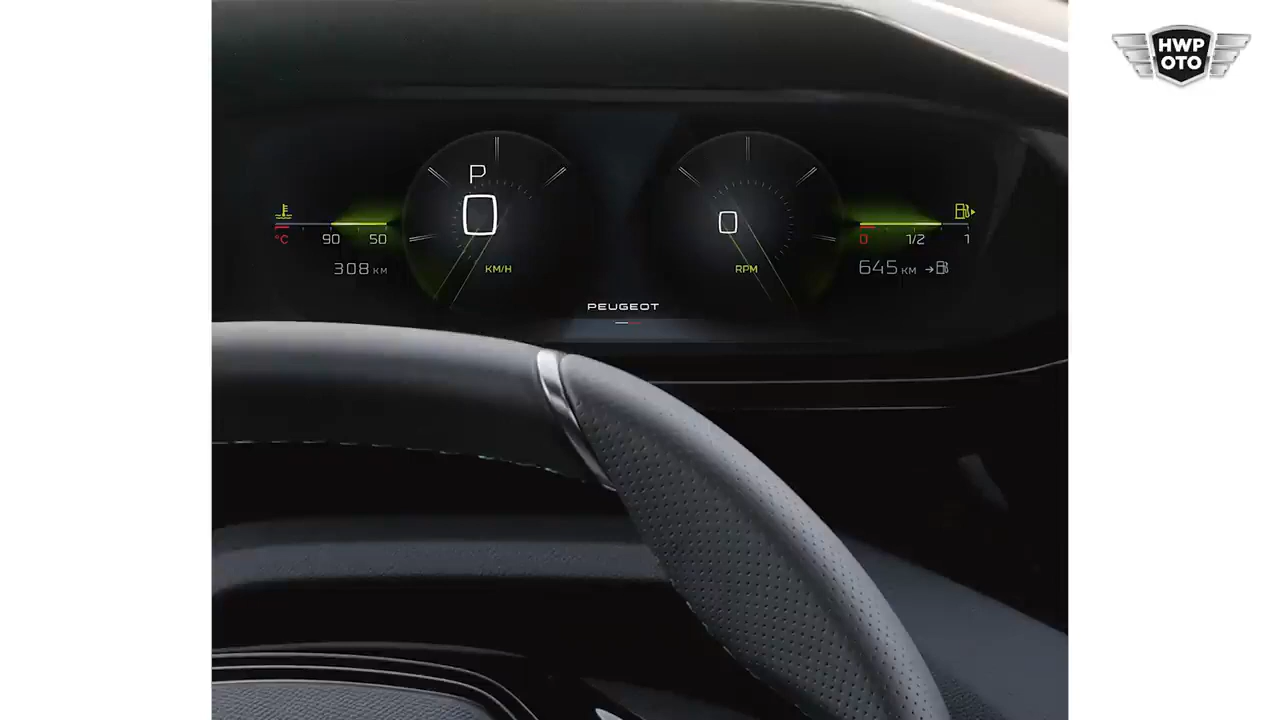 HWP
OTO
P
0
0
°C
90
50
0
1/2
1
308 KM
KM/H
RPM
645 KM
PEUGEOT